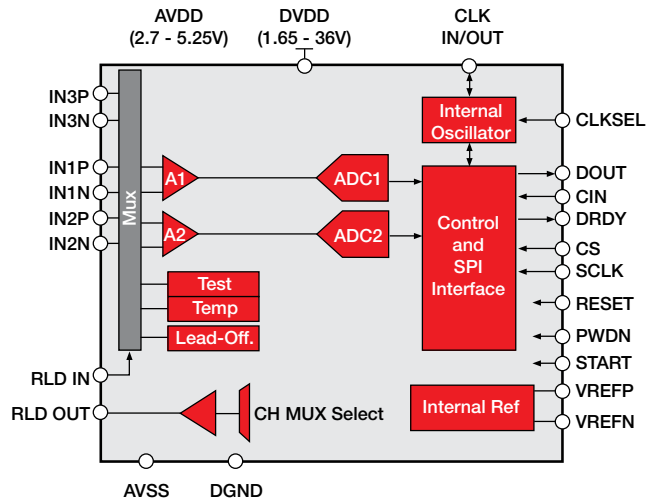 AVDD
(2.7 - 5.25V)
DVDD
(1.65 - 36V)
CLK
IN/OUT
IN3P
IN3N
IN1P
IN1N
IN2P
IN2N
RLD IN
RLD OUT
Mux
A1
A2
ADC1
ADC2
Test
Temp
Lead-Off.
CH MUX Select
Internal
Oscillator
Control
and
SPI
Interface
Internal Ref
CLKSEL
DOUT
CIN
DRDY
CS
SCLK
RESET
PWDN
START
VREFP
VREFN
AVSS
DGND